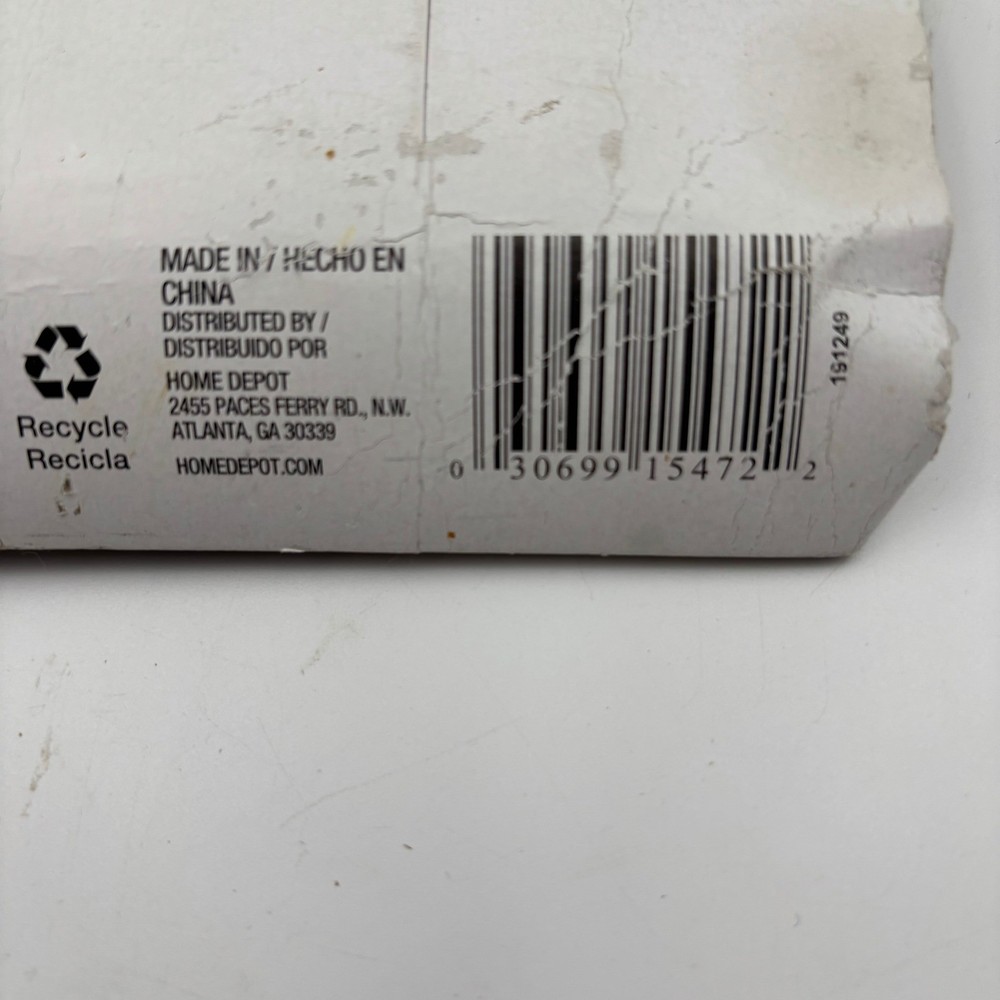 MADE IN / HECHO EN
CHINA
DISTRIBUTED BY /
DISTRIBUIDO POR
HOME DEPOT
2455 PACES FERRY RD., N.W.
ATLANTA, GA 30339
HOMEDEPOT.COM
Recycle
Recicla
0 30699 15472 2
191249